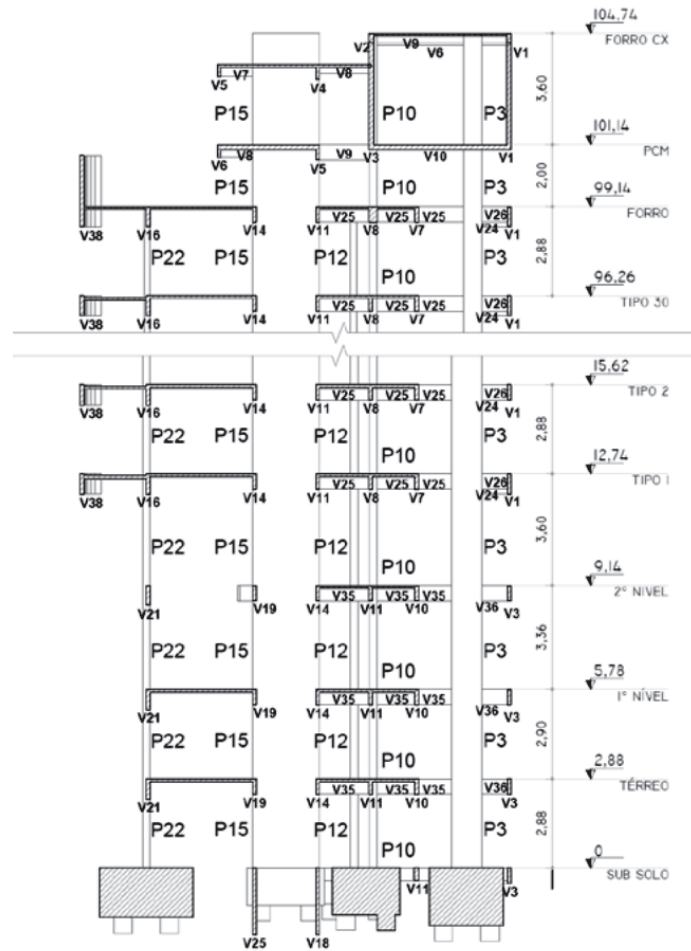 104,74
V2 V9 V6 V1 FORRO CX
V5 V7 V4 V8
3,60
P15 P10 P3
101,14
V6 V8 V5 V9 V3 V10 V1 PCM
P15 P10 P3 2,00
99,14
V38 V16 V14 V11 V25 V8 V25 V7 V25 V26 V24 V1 FORRO
P22 P15 P12 P10 P3 2,88
96,26
V38 V16 V14 V11 V25 V8 V25 V7 V25 V26 V24 V1 TIPO 30
15,62
V38 V16 V14 V11 V25 V8 V25 V7 V25 V26 V24 V1 TIPO 2
P22 P15 P12 P10 P3 2,88
12,74
V38 V16 V14 V11 V25 V8 V25 V7 V25 V26 V24 V1 TIPO 1
P22 P15 P12 P10 P3 3,60
9,14
V21 V19 V14 V35 V11 V35 V10 V35 V36 V3 2º NIVEL
P22 P15 P12 P10 P3 3,36
5,78
V21 V19 V14 V35 V11 V35 V10 V35 V36 V3 1º NÍVEL
P22 P15 P12 P10 P3 2,90
2,88
V21 V19 V14 V35 V11 V35 V10 V35 V36 V3 TÉRREO
P22 P15 P12 P10 P3 2,88
0
V11 V3 SUB SOLO
V25 V18